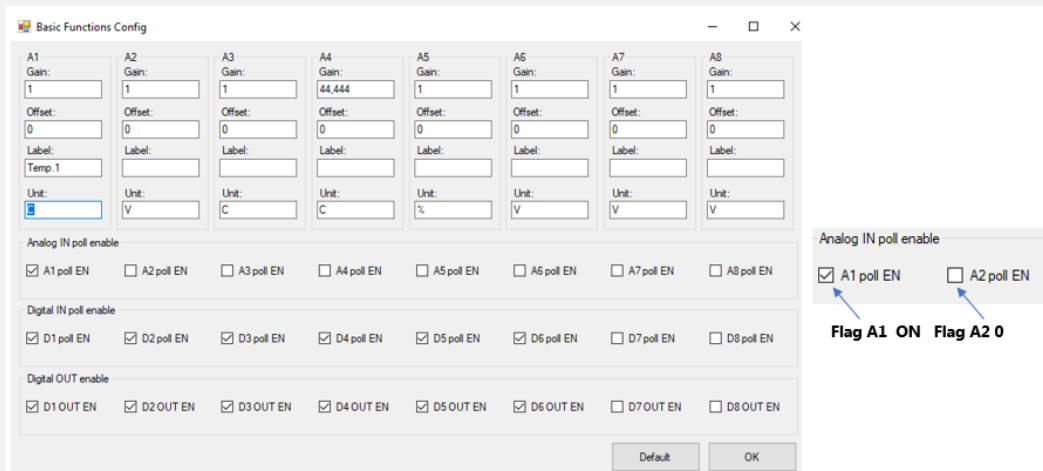 Basic Functions Config
A1 A2 A3 A4 A5 A6 A7 A8
Gain: Gain: Gain: Gain: Gain: Gain: Gain: Gain:
1 1 1 44,444 1 1 1 1
Offset: Offset: Offset: Offset: Offset: Offset: Offset: Offset:
0 0 0 0 0 0 0 0
Label: Label: Label: Label: Label: Label: Label: Label:
Temp.1
Unit: Unit: Unit: Unit: Unit: Unit: Unit: Unit:
C V C C % V V V
Analog IN poll enable
A1 poll EN A2 poll EN A3 poll EN A4 poll EN A5 poll EN A6 poll EN A7 poll EN A8 poll EN
Digital IN poll enable
D1 poll EN D2 poll EN D3 poll EN D4 poll EN D5 poll EN D6 poll EN D7 poll EN D8 poll EN
Digital OUT enable
D1 OUT EN D2 OUT EN D3 OUT EN D4 OUT EN D5 OUT EN D6 OUT EN D7 OUT EN D8 OUT EN
Default OK
Analog IN poll enable
A1 poll EN A2 poll EN
Flag A1 ON Flag A2 0